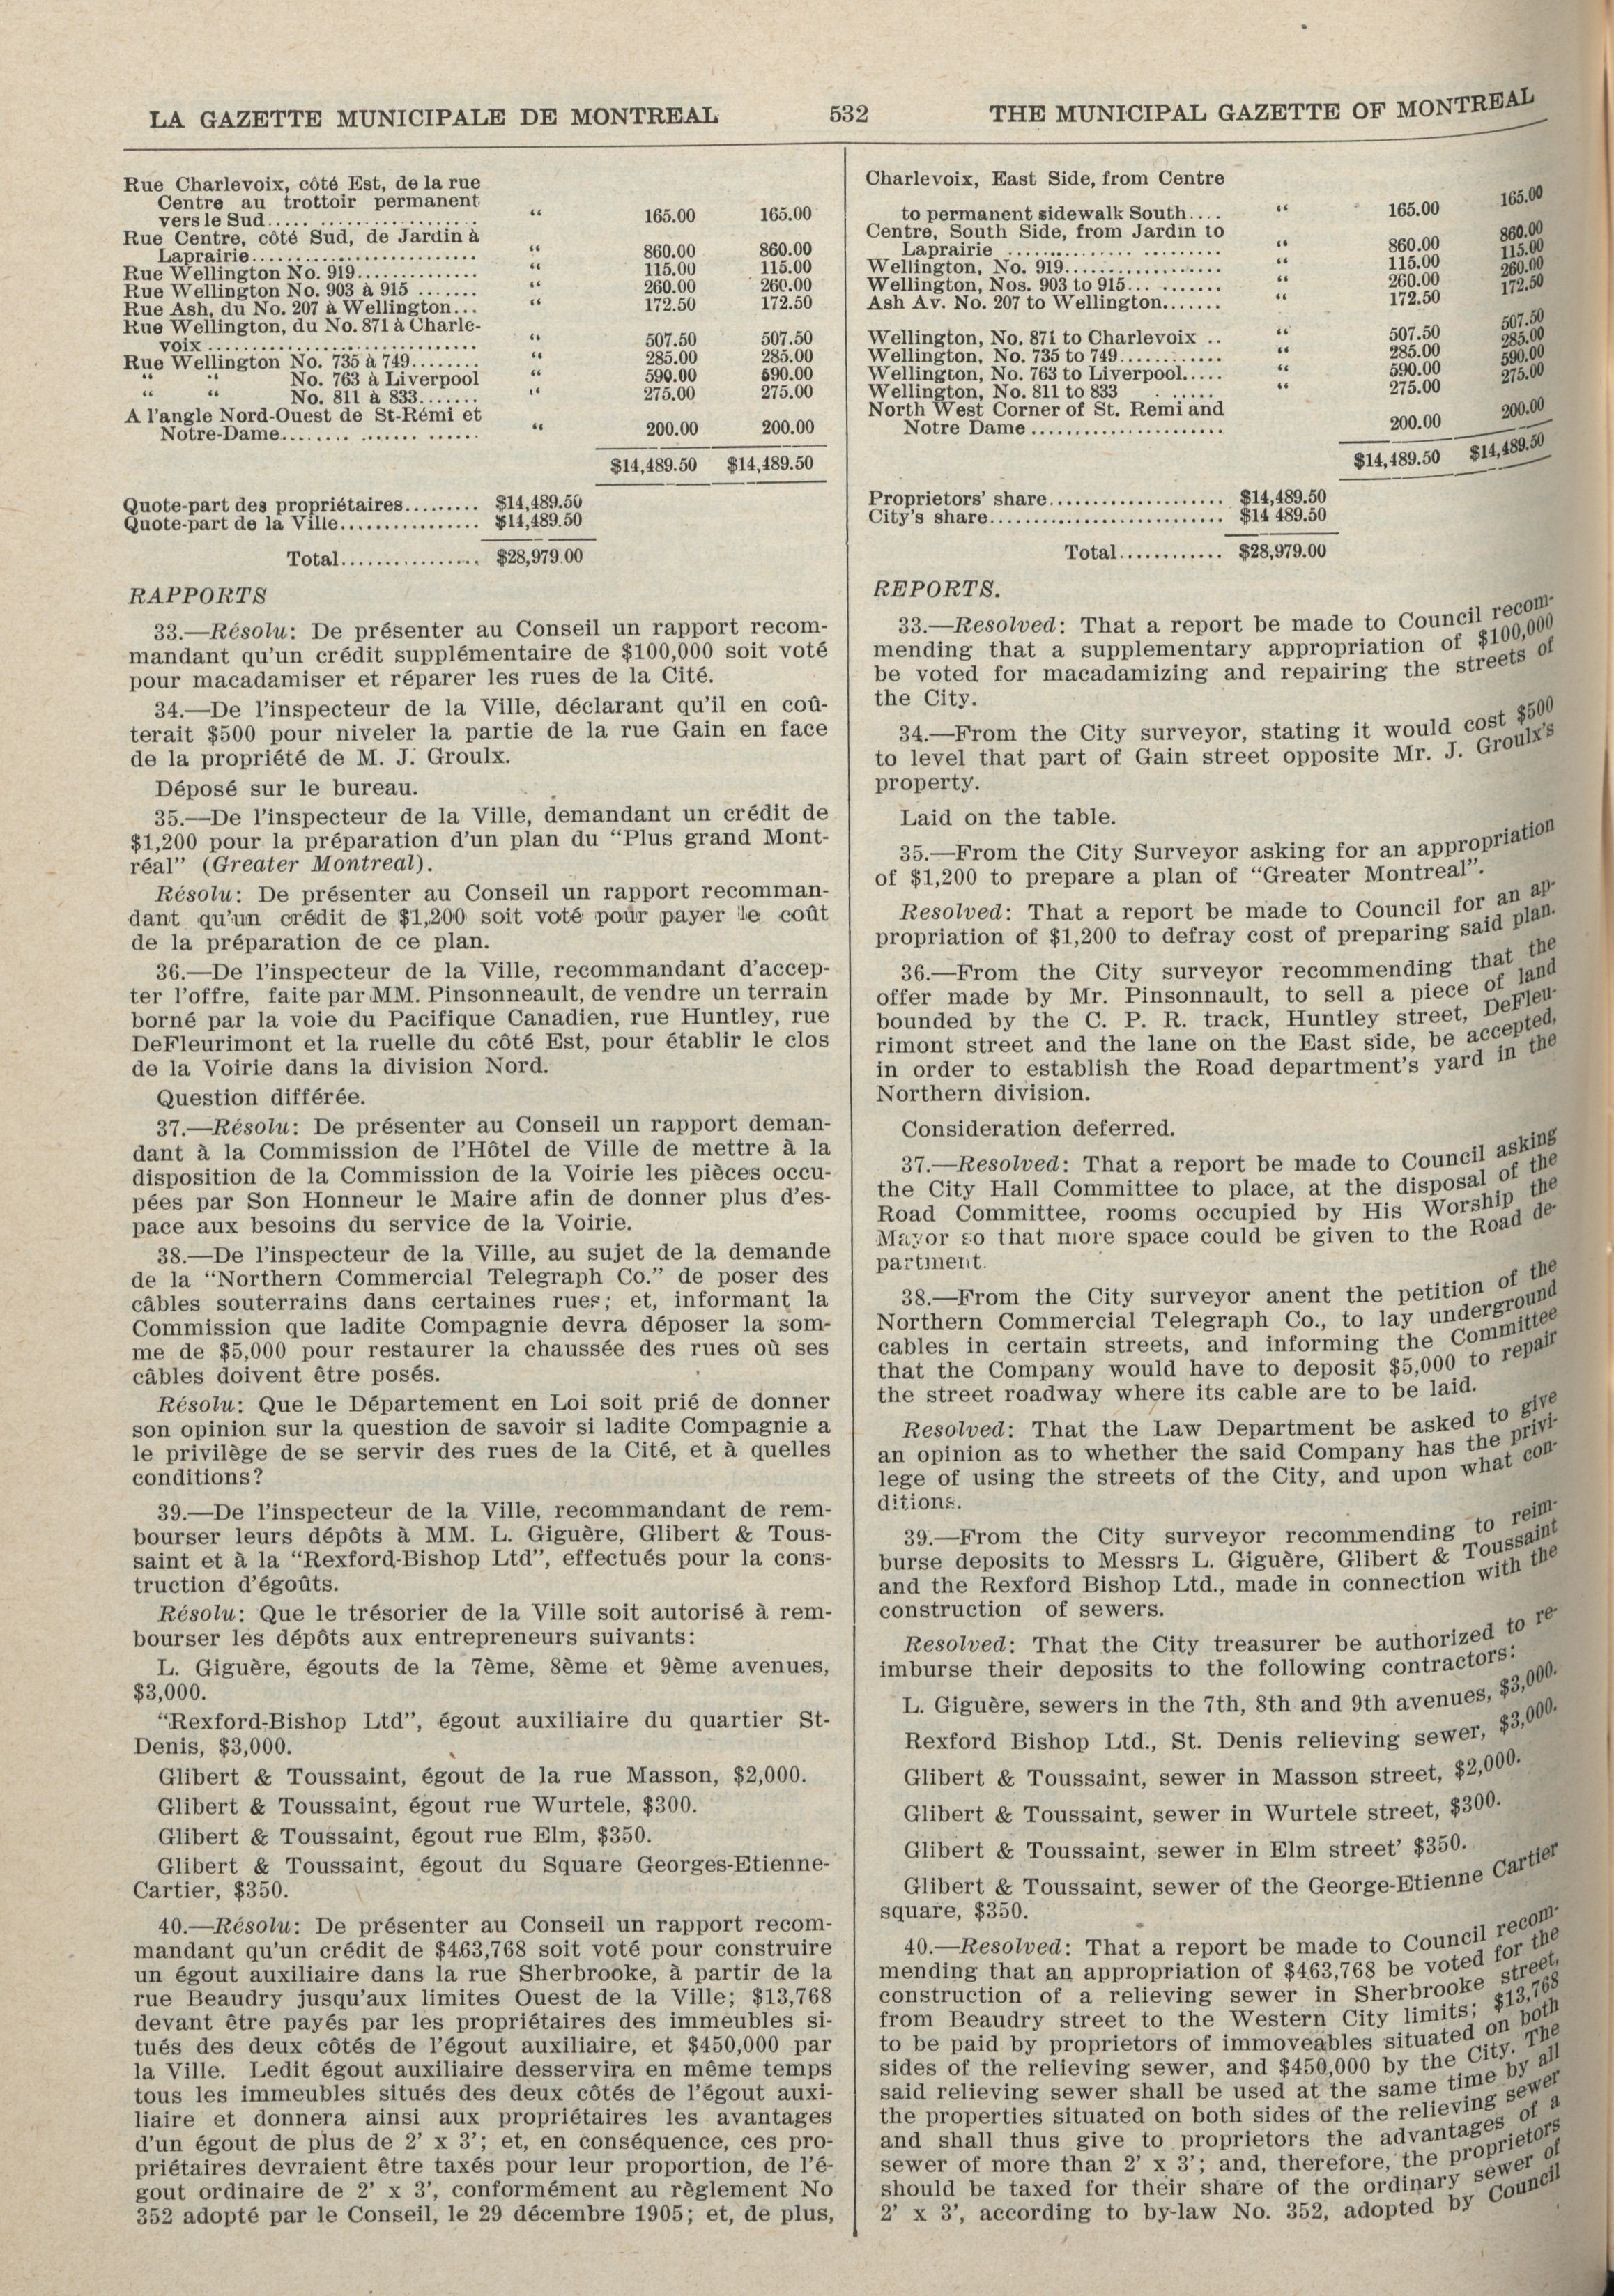 LA GAZETTE MUNICIPALE DE MONTREAL 532 THE MUNICIPAL GAZETTE OF MONTREAL
Rue Charlevoix, côté Est, de la rue
Centre au trottoir permanent
vers le Sud..... .................... “ 165.00 165.00
Rue Centre, côté Sud, de Jardin à
Laprairie........................... “ 860.00 860.00
Rue Wellington No. 919.............. “ 115.00 115.00
Rue Wellington No. 903 à 915 ....... “ 260.00 260.00
Rue Ash, du No. 207 à Wellington... “ 172.50 172.50
Rue Wellington, du No. 871 à Charle-
voix ................................ “ 507.50 507.50
Rue Wellington No. 735 à 749........ “ 285.00 285.00
“ “ No. 763 à Liverpool “ 590.00 590.00
“ “ No. 811 à 833....... “ 275.00 275.00
A l'angle Nord-Ouest de St-Rémi et
Notre-Dame........ ...... ...... “ 200.00 200.00
$14,489.50 $14,489.50
Quote-part des propriétaires......... $14,489.50
Quote-part de la Ville................ $14,489.50
Total................ $28,979.00
RAPPORTS
33.—Résolu: De présenter au Conseil un rapport recom-
mandant qu'un crédit supplémentaire de $100,000 soit voté
pour macadamiser et réparer les rues de la Cité.
34.—De l'inspecteur de la Ville, déclarant qu'il en coû-
terait $500 pour niveler la partie de la rue Gain en face
de la propriété de M. J. Groulx.
Déposé sur le bureau.
35.—De l'inspecteur de la Ville, demandant un crédit de
$1,200 pour la préparation d'un plan du “Plus grand Mont-
réal” (Greater Montreal).
Résolu: De présenter au Conseil un rapport recomman-
dant qu'un crédit de $1,200 soit voté pour payer le coût
de la préparation de ce plan.
36.—De l'inspecteur de la Ville, recommandant d'accep-
ter l'offre, faite par MM. Pinsonneault, de vendre un terrain
borné par la voie du Pacifique Canadien, rue Huntley, rue
DeFleurimont et la ruelle du côté Est, pour établir le clos
de la Voirie dans la division Nord.
Question différée.
37.—Résolu: De présenter au Conseil un rapport deman-
dant à la Commission de l'Hôtel de Ville de mettre à la
disposition de la Commission de la Voirie les pièces occu-
pées par Son Honneur le Maire afin de donner plus d'es-
pace aux besoins du service de la Voirie.
38.—De l'inspecteur de la Ville, au sujet de la demande
de la “Northern Commercial Telegraph Co.” de poser des
câbles souterrains dans certaines rues; et, informant la
Commission que ladite Compagnie devra déposer la som-
me de $5,000 pour restaurer la chaussée des rues où ses
câbles doivent être posés.
Résolu: Que le Département en Loi soit prié de donner
son opinion sur la question de savoir si ladite Compagnie a
le privilège de se servir des rues de la Cité, et à quelles
conditions?
39.—De l'inspecteur de la Ville, recommandant de rem-
bourser leurs dépôts à MM. L. Giguère, Glibert & Tous-
saint et à la “Rexford-Bishop Ltd”, effectués pour la cons-
truction d'égoûts.
Résolu: Que le trésorier de la Ville soit autorisé à rem-
bourser les dépôts aux entrepreneurs suivants:
L. Giguère, égouts de la 7ème, 8ème et 9ème avenues,
$3,000.
“Rexford-Bishop Ltd”, égout auxiliaire du quartier St-
Denis, $3,000.
Glibert & Toussaint, égout de la rue Masson, $2,000.
Glibert & Toussaint, égout rue Wurtele, $300.
Glibert & Toussaint, égout rue Elm, $350.
Glibert & Toussaint, égout du Square Georges-Etienne-
Cartier, $350.
40.—Résolu: De présenter au Conseil un rapport recom-
mandant qu'un crédit de $463,768 soit voté pour construire
un égout auxiliaire dans la rue Sherbrooke, à partir de la
rue Beaudry jusqu'aux limites Ouest de la Ville; $13,768
devant être payés par les propriétaires des immeubles si-
tués des deux côtés de l'égout auxiliaire, et $450,000 par
la Ville. Ledit égout auxiliaire desservira en même temps
tous les immeubles situés des deux côtés de l'égout auxi-
liaire et donnera ainsi aux propriétaires les avantages
d'un égout de plus de 2' x 3'; et, en conséquence, ces pro-
priétaires devraient être taxés pour leur proportion, de l'é-
gout ordinaire de 2' x 3', conformément au règlement No
352 adopté par le Conseil, le 29 décembre 1905; et, de plus,
Charlevoix, East Side, from Centre
to permanent sidewalk South.... “ 165.00 165.00
Centre, South Side, from Jardin to
Laprairie ............... ......... “ 860.00 860.00
Wellington, No. 919.................. “ 115.00 115.00
Wellington, Nos. 903 to 915... ........ “ 260.00 260.00
Ash Av. No. 207 to Wellington....... “ 172.50 172.50
Wellington, No. 871 to Charlevoix .. “ 507.50 507.50
Wellington, No. 735 to 749............ “ 285.00 285.00
Wellington, No. 763 to Liverpool..... “ 590.00 590.00
Wellington, No. 811 to 833 . ..... “ 275.00 275.00
North West Corner of St. Remi and
Notre Dame ...................... 200.00 200.00
$14,489.50 $14,489.50
Proprietors' share.................... $14,489.50
City's share........................... $14 489.50
Total............ $28,979.00
REPORTS.
33.—Resolved: That a report be made to Council recom-
mending that a supplementary appropriation of $100,000
be voted for macadamizing and repairing the streets of
the City.
34.—From the City surveyor, stating it would cost $500
to level that part of Gain street opposite Mr. J. Groulx's
property.
Laid on the table.
35.—From the City Surveyor asking for an appropriation
of $1,200 to prepare a plan of “Greater Montreal”.
Resolved: That a report be made to Council for an ap-
propriation of $1,200 to defray cost of preparing said plan.
36.—From the City surveyor recommending that the
offer made by Mr. Pinsonnault, to sell a piece of land
bounded by the C. P. R. track, Huntley street, DeFleu-
rimont street and the lane on the East side, be accepted,
in order to establish the Road department's yard in the
Northern division.
Consideration deferred.
37.—Resolved: That a report be made to Council asking
the City Hall Committee to place, at the disposal of the
Road Committee, rooms occupied by His Worship the
Mayor so that more space could be given to the Road de-
partment.
38.—From the City surveyor anent the petition of the
Northern Commercial Telegraph Co., to lay underground
cables in certain streets, and informing the Committee
that the Company would have to deposit $5,000 to repair
the street roadway where its cable are to be laid.
Resolved: That the Law Department be asked to give
an opinion as to whether the said Company has the privi-
lege of using the streets of the City, and upon what con-
ditions.
39.—From the City surveyor recommending to reim-
burse deposits to Messrs L. Giguère, Glibert & Toussaint
and the Rexford Bishop Ltd., made in connection with the
construction of sewers.
Resolved: That the City treasurer be authorized to re-
imburse their deposits to the following contractors:
L. Giguère, sewers in the 7th, 8th and 9th avenues, $3,000.
Rexford Bishop Ltd., St. Denis relieving sewer, $3,000.
Glibert & Toussaint, sewer in Masson street, $2,000.
Glibert & Toussaint, sewer in Wurtele street, $300.
Glibert & Toussaint, sewer in Elm street' $350.
Glibert & Toussaint, sewer of the George-Etienne Cartier
square, $350.
40.—Resolved: That a report be made to Council recom-
mending that an appropriation of $463,768 be voted for the
construction of a relieving sewer in Sherbrooke street,
from Beaudry street to the Western City limits; $13,768
to be paid by proprietors of immoveables situated on both
sides of the relieving sewer, and $450,000 by the City. The
said relieving sewer shall be used at the same time by all
the properties situated on both sides of the relieving sewer
and shall thus give to proprietors the advantages of a
sewer of more than 2' x 3'; and, therefore, the proprietors
should be taxed for their share of the ordinary sewer of
2' x 3', according to by-law No. 352, adopted by Council